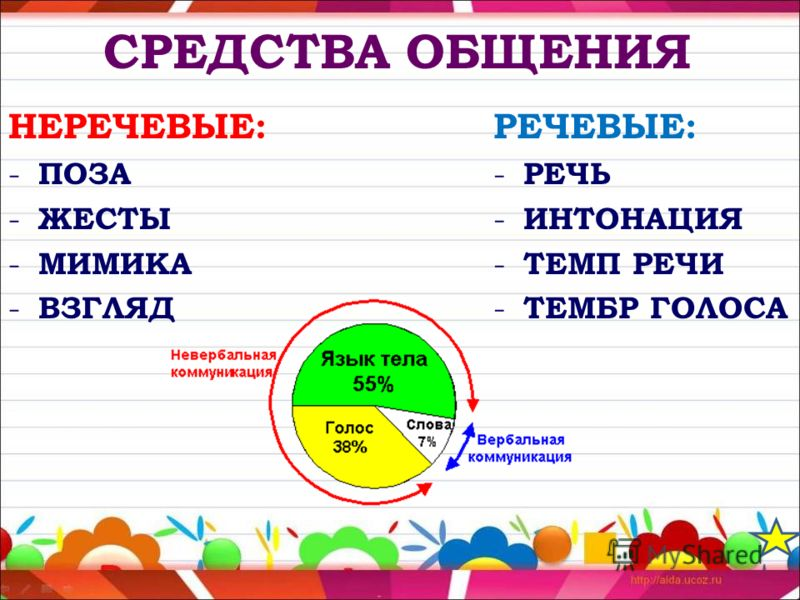 СРЕДСТВА ОБЩЕНИЯ
НЕРЕЧЕВЫЕ:
- ПОЗА
- ЖЕСТЫ
- МИМИКА
- ВЗГЛЯД
РЕЧЕВЫЕ:
- РЕЧЬ
- ИНТОНАЦИЯ
- ТЕМП РЕЧИ
- ТЕМБР ГОЛОСА
Невербальная
коммуникация
Язык тела
55%
Голос
38%
Слова
7%
Вербальная
коммуникация
MyShared
http://aida.ucoz.ru